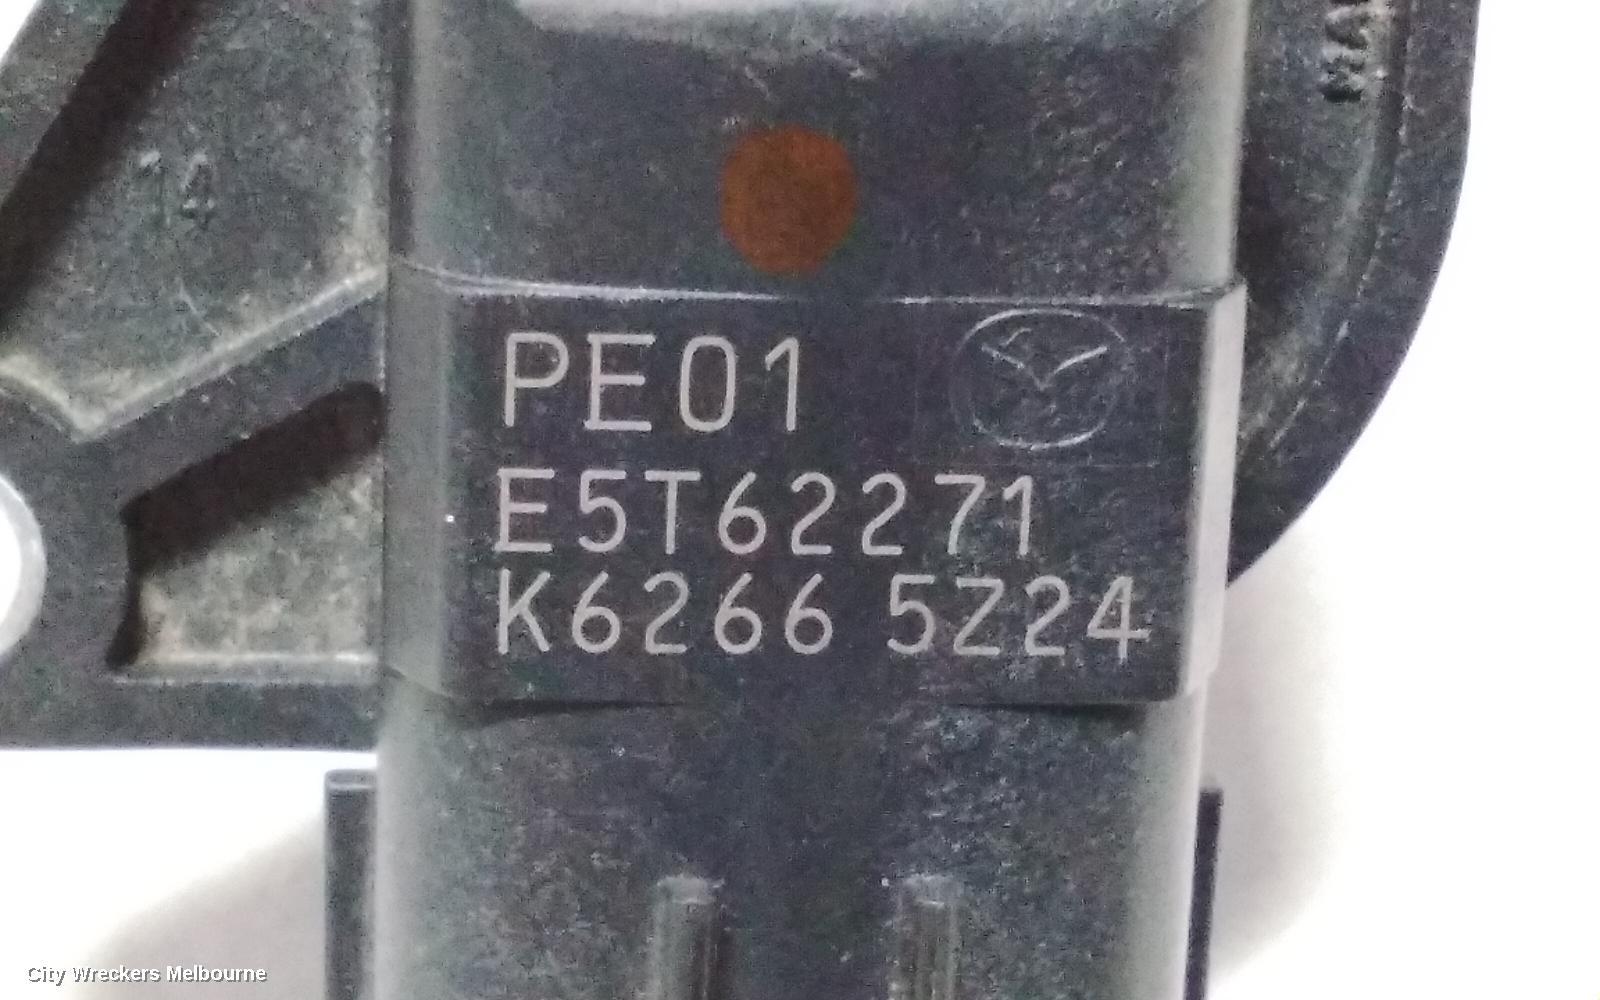 14
PE01
E5T62271
K6266 5Z24
City Wreckers Melbourne